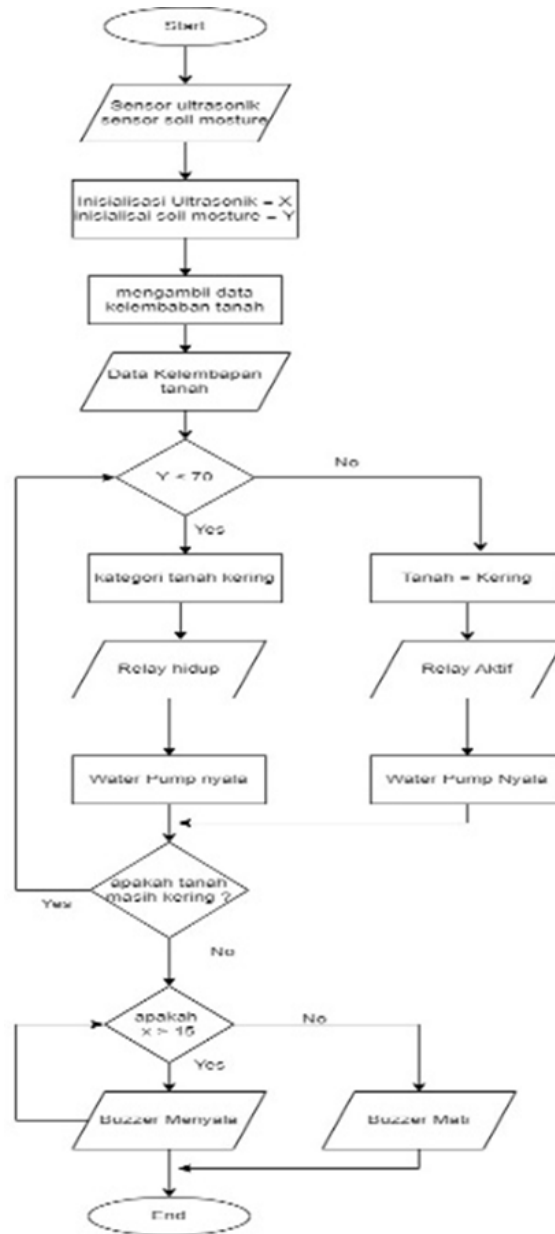 Start
Sensor ultrasonik
sensor soil mosture
Inisialisasi Ultrasonik = X
inisialisai soil mosture = Y
mengambil data
kelembaban tanah
Data Kelembapan
tanah
Y < 70
No
Yes
kategori tanah kering
Tanah = Kering
Relay hidup
Relay Aktif
Water Pump nyala
Water Pump Nyala
apakah tanah
masih kering ?
Yes
No
apakah
x > 15
No
Yes
Buzzer Menyala
Buzzer Mati
End